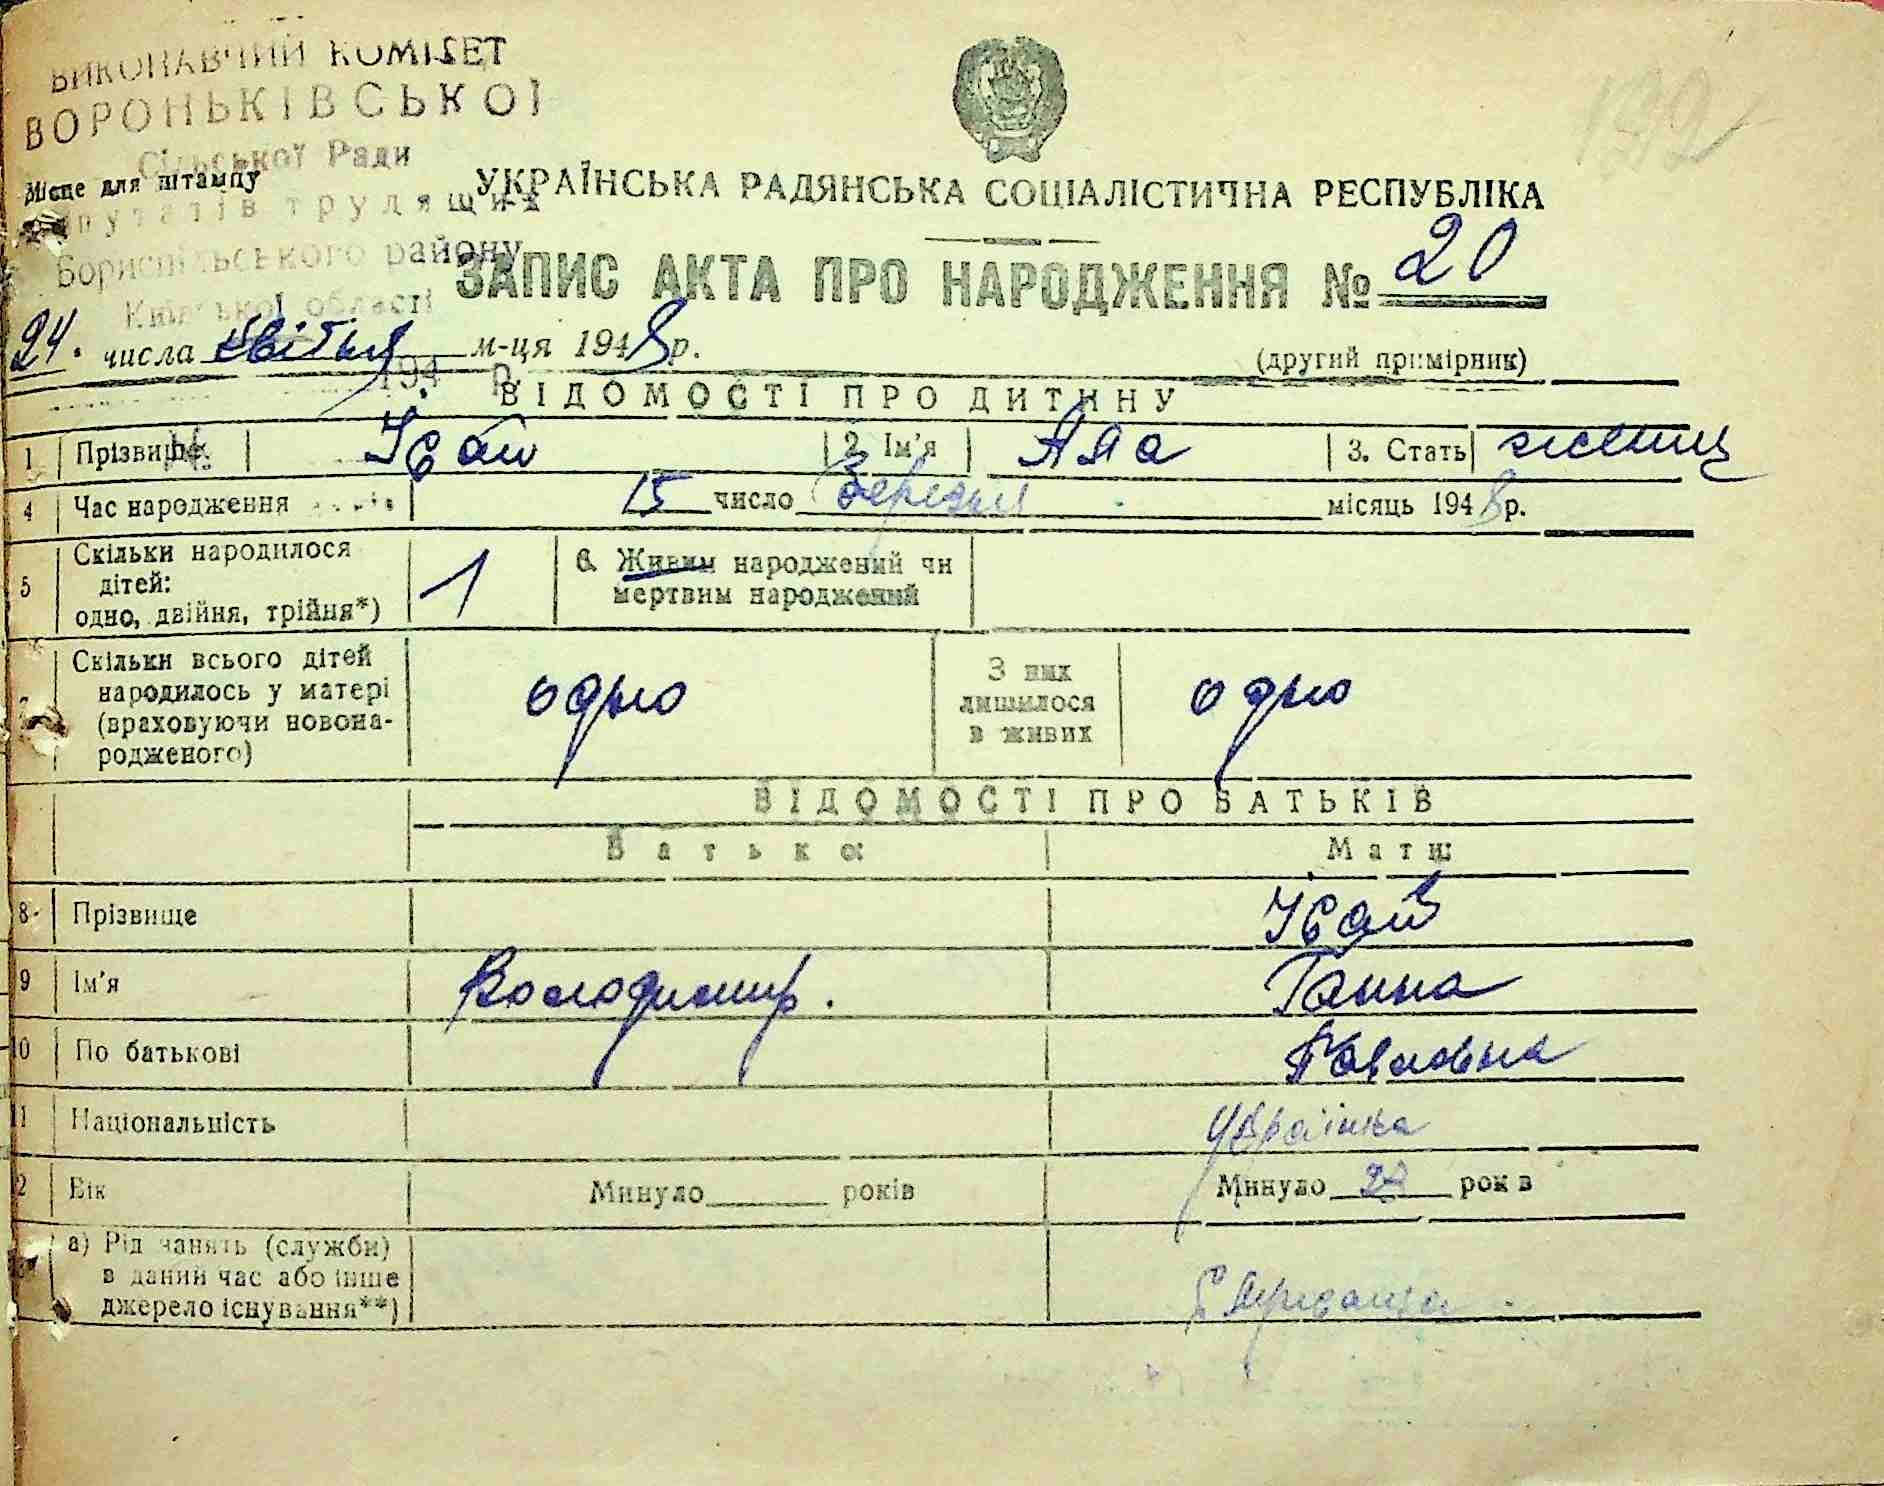 ВИКОНАВЧИЙ КОМІТЕТ
ВОРОНЬКІВСЬКОЇ
Сільської Ради
Місце для штампу
депутатів трудящих
Бориспільського району
Київської області
194 р.
192
УКРАЇНСЬКА РАДЯНСЬКА СОЦІАЛІСТИЧНА РЕСПУБЛІКА
ЗАПИС АКТА ПРО НАРОДЖЕННЯ № 20
24. числа квітня м-ця 1948 р.
(другий примірник)
ВІДОМОСТІ ПРО ДИТИНУ
1 Прізвище Ісай 2. Ім'я Ала 3. Стать жіноц
4 Час народження 15 число Березня місяць 1948 р.
5 Скільки народилося дітей: одно, двійня, трійня*) 1 6. Живим народжений чи мертвим народжений
Скільки всього дітей народилось у матері (враховуючи новонародженого) одно З них лишилося в живих одно
ВІДОМОСТІ ПРО БАТЬКІВ
Батько: Мати:
8 Прізвище Ісай
9 Ім'я Володимир. Ганна
10 По батькові Павловна
11 Національність Українка
12 Вік Минуло років Минуло років
а) Рід занять (служби) в даний час або інше джерело існування**)